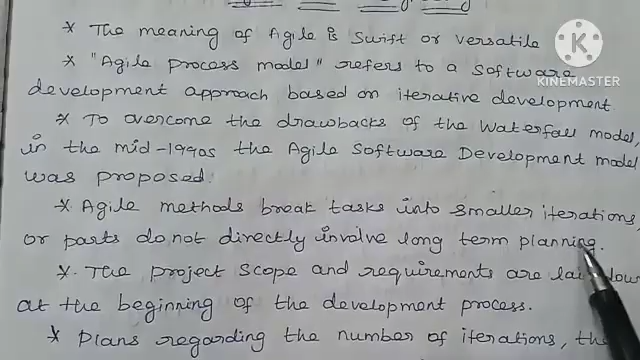 * The meaning of Agile is Swift or versatile
* "Agile process model" refers to a software
development approach based on iterative development
* To overcome the drawbacks of the Waterfall model,
in the mid-1990s the Agile Software Development model
was proposed.
* Agile methods break tasks into smaller iterations,
or parts do not directly involve long term planning.
* The project scope and requirements are
at the beginning of the development process.
* Plans regarding the number of iterations, the
KINEMASTER